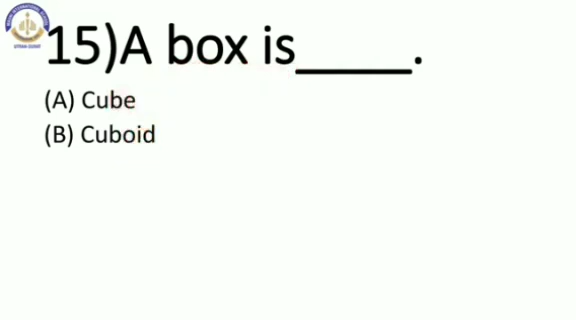 15)A box is_____.
(A) Cube
(B) Cuboid